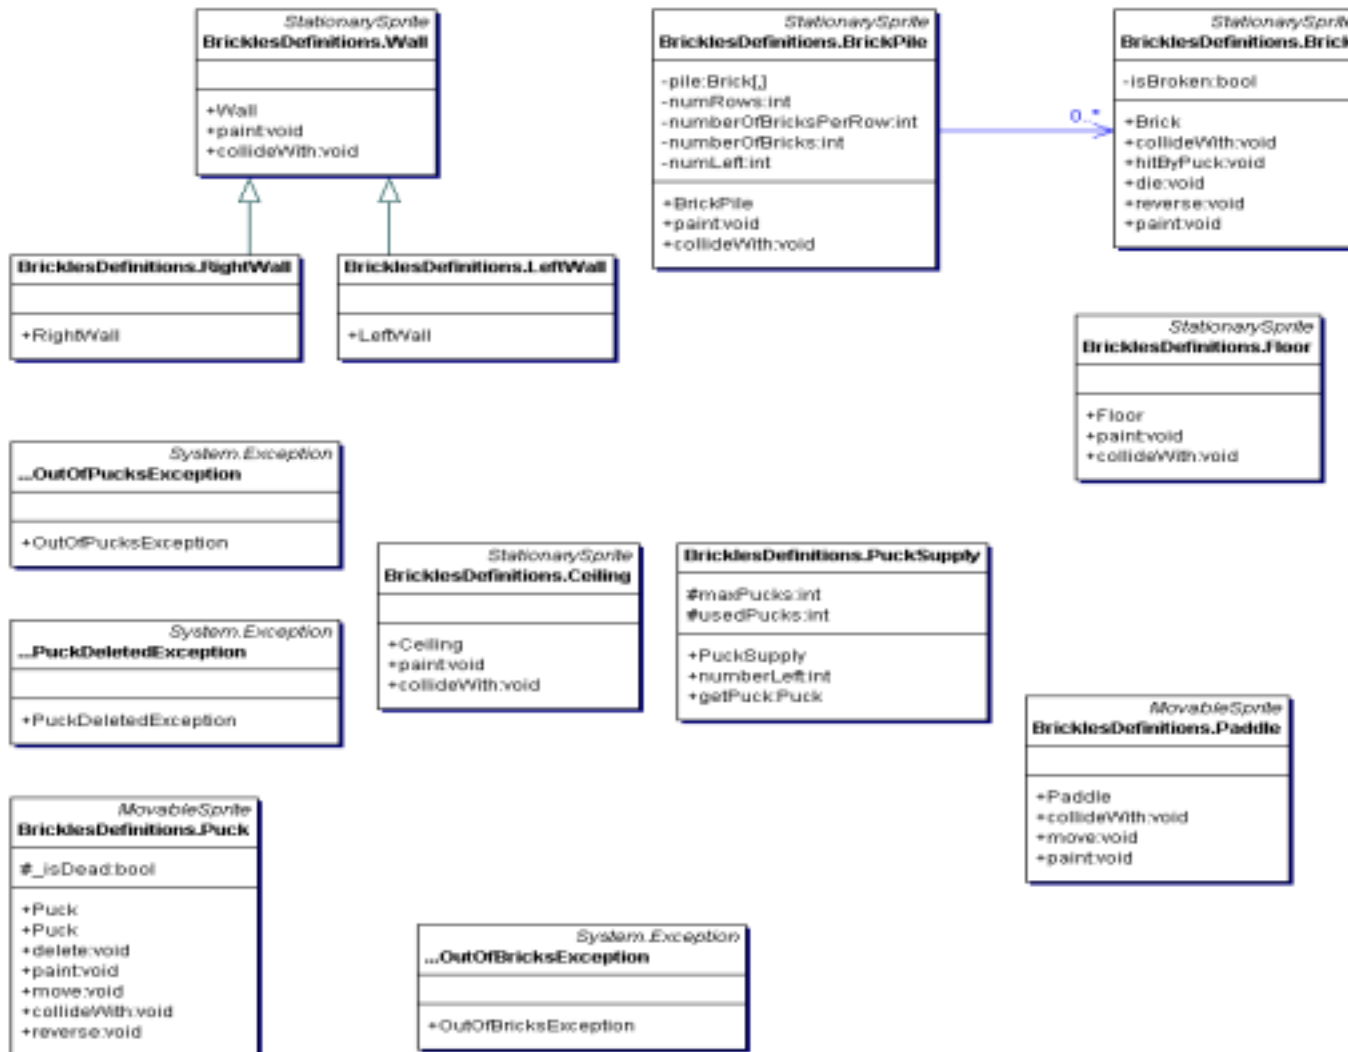 StationarySprite
BricklesDefinitions.Wall
+Wall
+paint:void
+collideWith:void
StationarySprite
BricklesDefinitions.BrickPile
-pile:Brick[,]
-numRows:int
-numberOfBricksPerRow:int
-numberOfBricks:int
-numLeft:int
+BrickPile
+paint:void
+collideWith:void
0..*
StationarySprite
BricklesDefinitions.Brick
-isBroken:bool
+Brick
+collideWith:void
+hitByPuck:void
+die:void
+reverse:void
+paint:void
BricklesDefinitions.RightWall
+RightWall
BricklesDefinitions.LeftWall
+LeftWall
StationarySprite
BricklesDefinitions.Floor
+Floor
+paint:void
+collideWith:void
System.Exception
...OutOfPucksException
+OutOfPucksException
StationarySprite
BricklesDefinitions.Ceiling
+Ceiling
+paint:void
+collideWith:void
BricklesDefinitions.PuckSupply
#maxPucks:int
#usedPucks:int
+PuckSupply
+numberLeft:int
+getPuck:Puck
System.Exception
...PuckDeletedException
+PuckDeletedException
MovableSprite
BricklesDefinitions.Paddle
+Paddle
+collideWith:void
+move:void
+paint:void
MovableSprite
BricklesDefinitions.Puck
#_isDead:bool
+Puck
+Puck
+delete:void
+paint:void
+move:void
+collideWith:void
+reverse:void
System.Exception
...OutOfBricksException
+OutOfBricksException